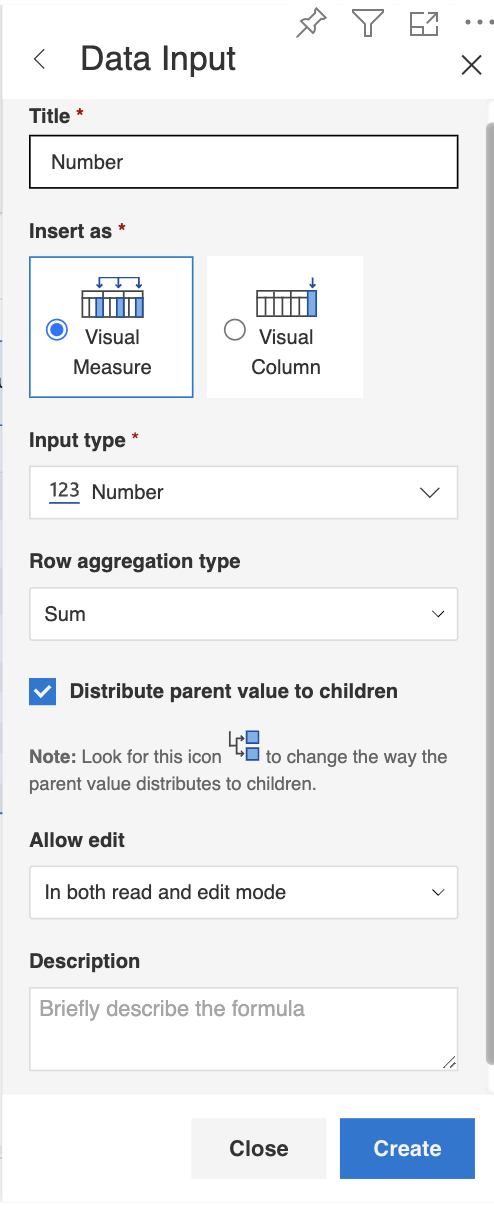 Data Input
Title *
Number
Insert as *
Visual
Measure
Visual
Column
Input type *
123 Number
Row aggregation type
Sum
Distribute parent value to children
Note: Look for this icon to change the way the
parent value distributes to children.
Allow edit
In both read and edit mode
Description
Briefly describe the formula
Close
Create